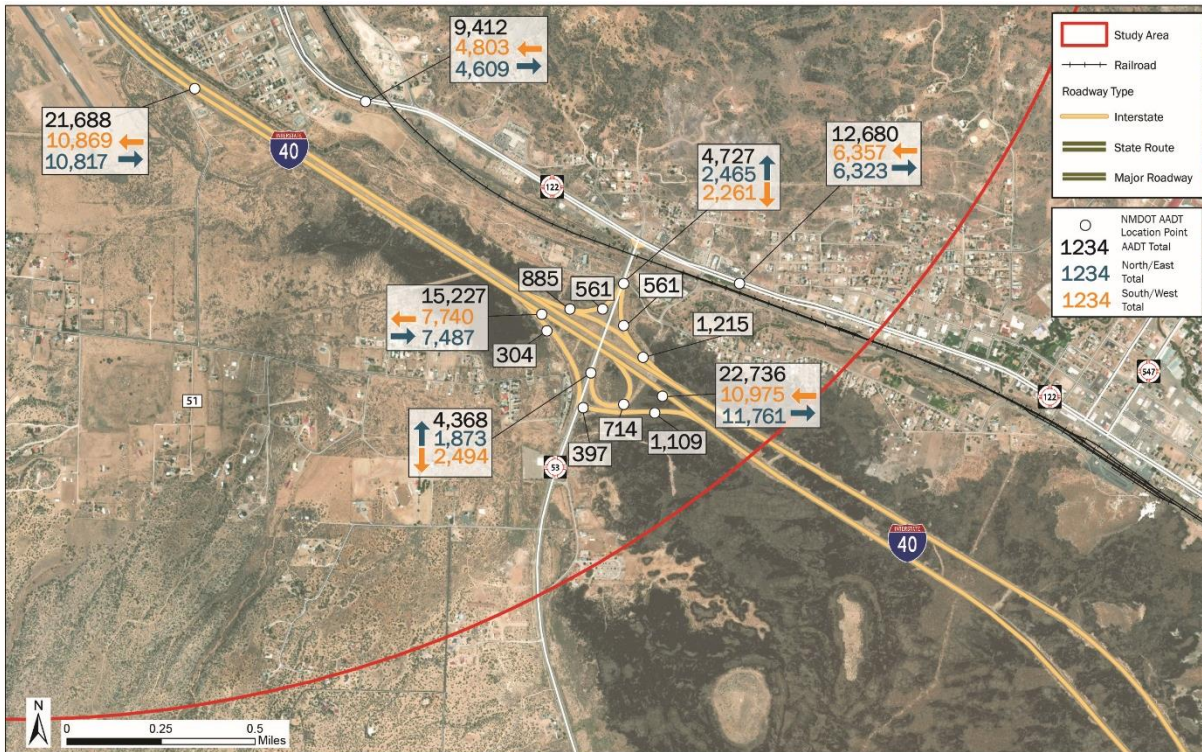 9,412
4,803
4,609
21,688
10,869
10,817
INTERSTATE
40
122
4,727
2,465
2,261
12,680
6,357
6,323
Study Area
Railroad
Roadway Type
Interstate
State Route
Major Roadway
NMDOT AADT
Location Point
1234 AADT Total
1234 North/East
Total
1234 South/West
Total
885
561
561
15,227
7,740
7,487
304
1,215
22,736
10,975
11,761
547
122
51
4,368
1,873
2,494
397
714
1,109
53
INTERSTATE
40
N
0 0.25 0.5
Miles